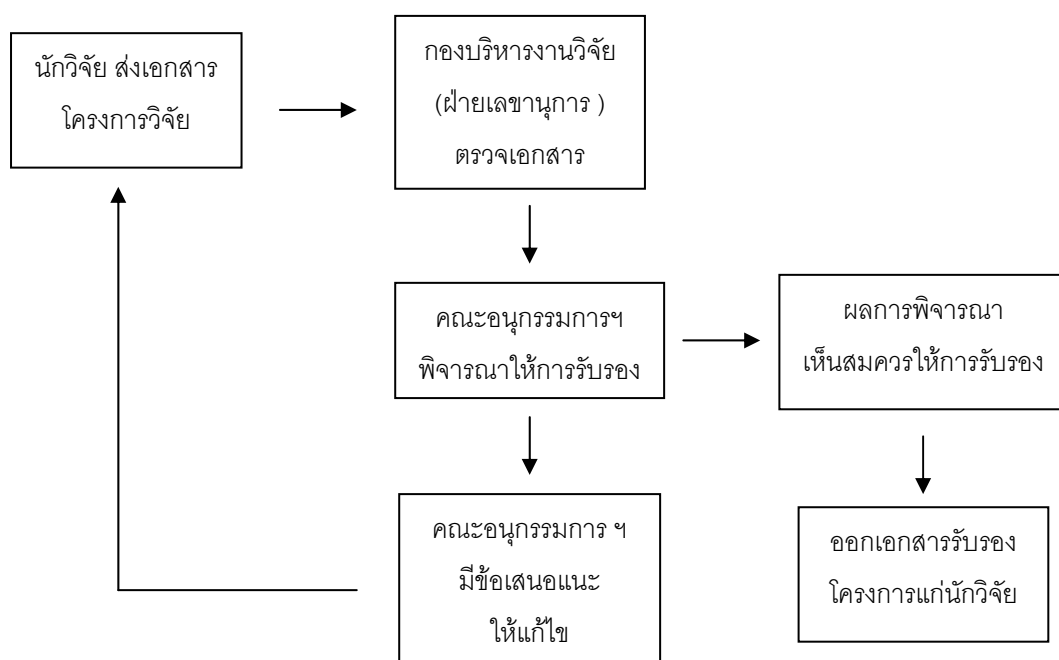 นักวิจัย ส่งเอกสาร
โครงการวิจัย
กองบริหารงานวิจัย
(ฝ่ายเลขานุการ )
ตรวจเอกสาร
คณะอนุกรรมการฯ
พิจารณาให้การรับรอง
ผลการพิจารณา
เห็นสมควรให้การรับรอง
คณะอนุกรรมการ ฯ
มีข้อเสนอแนะ
ให้แก้ไข
ออกเอกสารรับรอง
โครงการแก่นักวิจัย